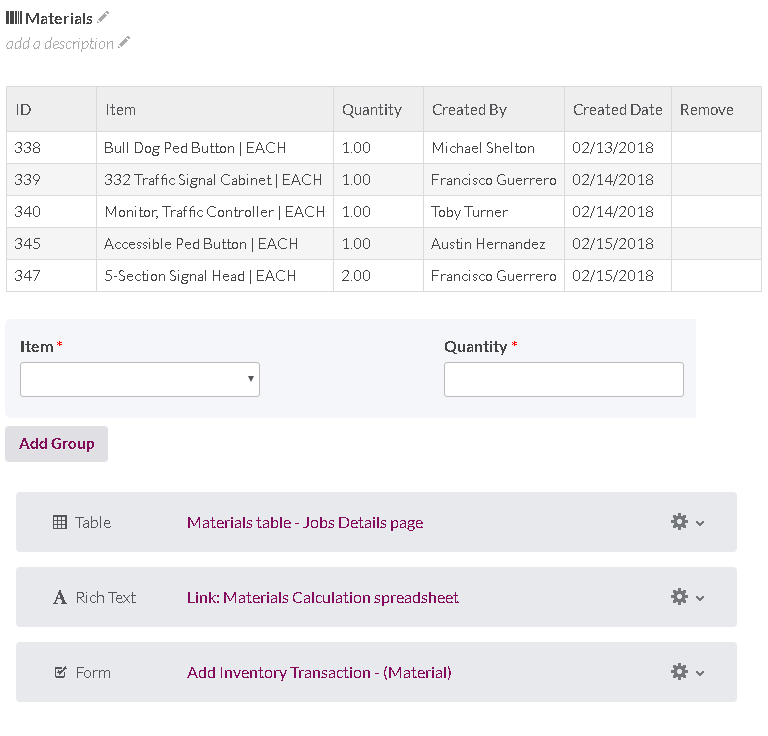 Materials
add a description
ID Item Quantity Created By Created Date Remove
338 Bull Dog Ped Button | EACH 1.00 Michael Shelton 02/13/2018
339 332 Traffic Signal Cabinet | EACH 1.00 Francisco Guerrero 02/14/2018
340 Monitor, Traffic Controller | EACH 1.00 Toby Turner 02/14/2018
345 Accessible Ped Button | EACH 1.00 Austin Hernandez 02/15/2018
347 5-Section Signal Head | EACH 2.00 Francisco Guerrero 02/15/2018
Item * Quantity *
Add Group
Table Materials table - Jobs Details page
Rich Text Link: Materials Calculation spreadsheet
Form Add Inventory Transaction - (Material)